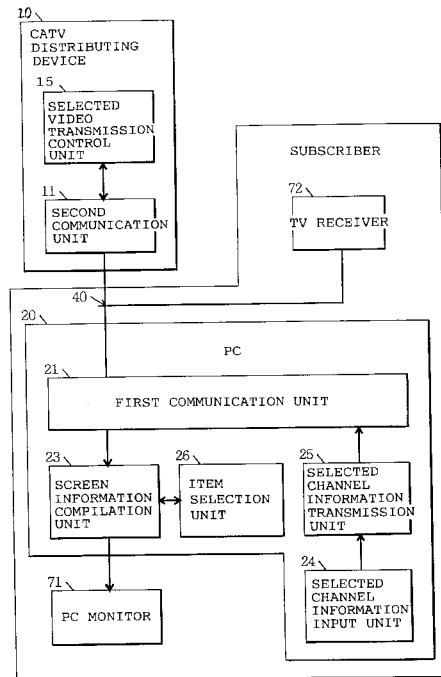 10
CATV
DISTRIBUTING
DEVICE
15
SELECTED
VIDEO
TRANSMISSION
CONTROL
UNIT
11
SECOND
COMMUNICATION
UNIT
SUBSCRIBER
72
TV RECEIVER
40
20
PC
21
FIRST COMMUNICATION UNIT
23
SCREEN
INFORMATION
COMPILATION
UNIT
26
ITEM
SELECTION
UNIT
25
SELECTED
CHANNEL
INFORMATION
TRANSMISSION
UNIT
71
PC MONITOR
24
SELECTED
CHANNEL
INFORMATION
INPUT UNIT